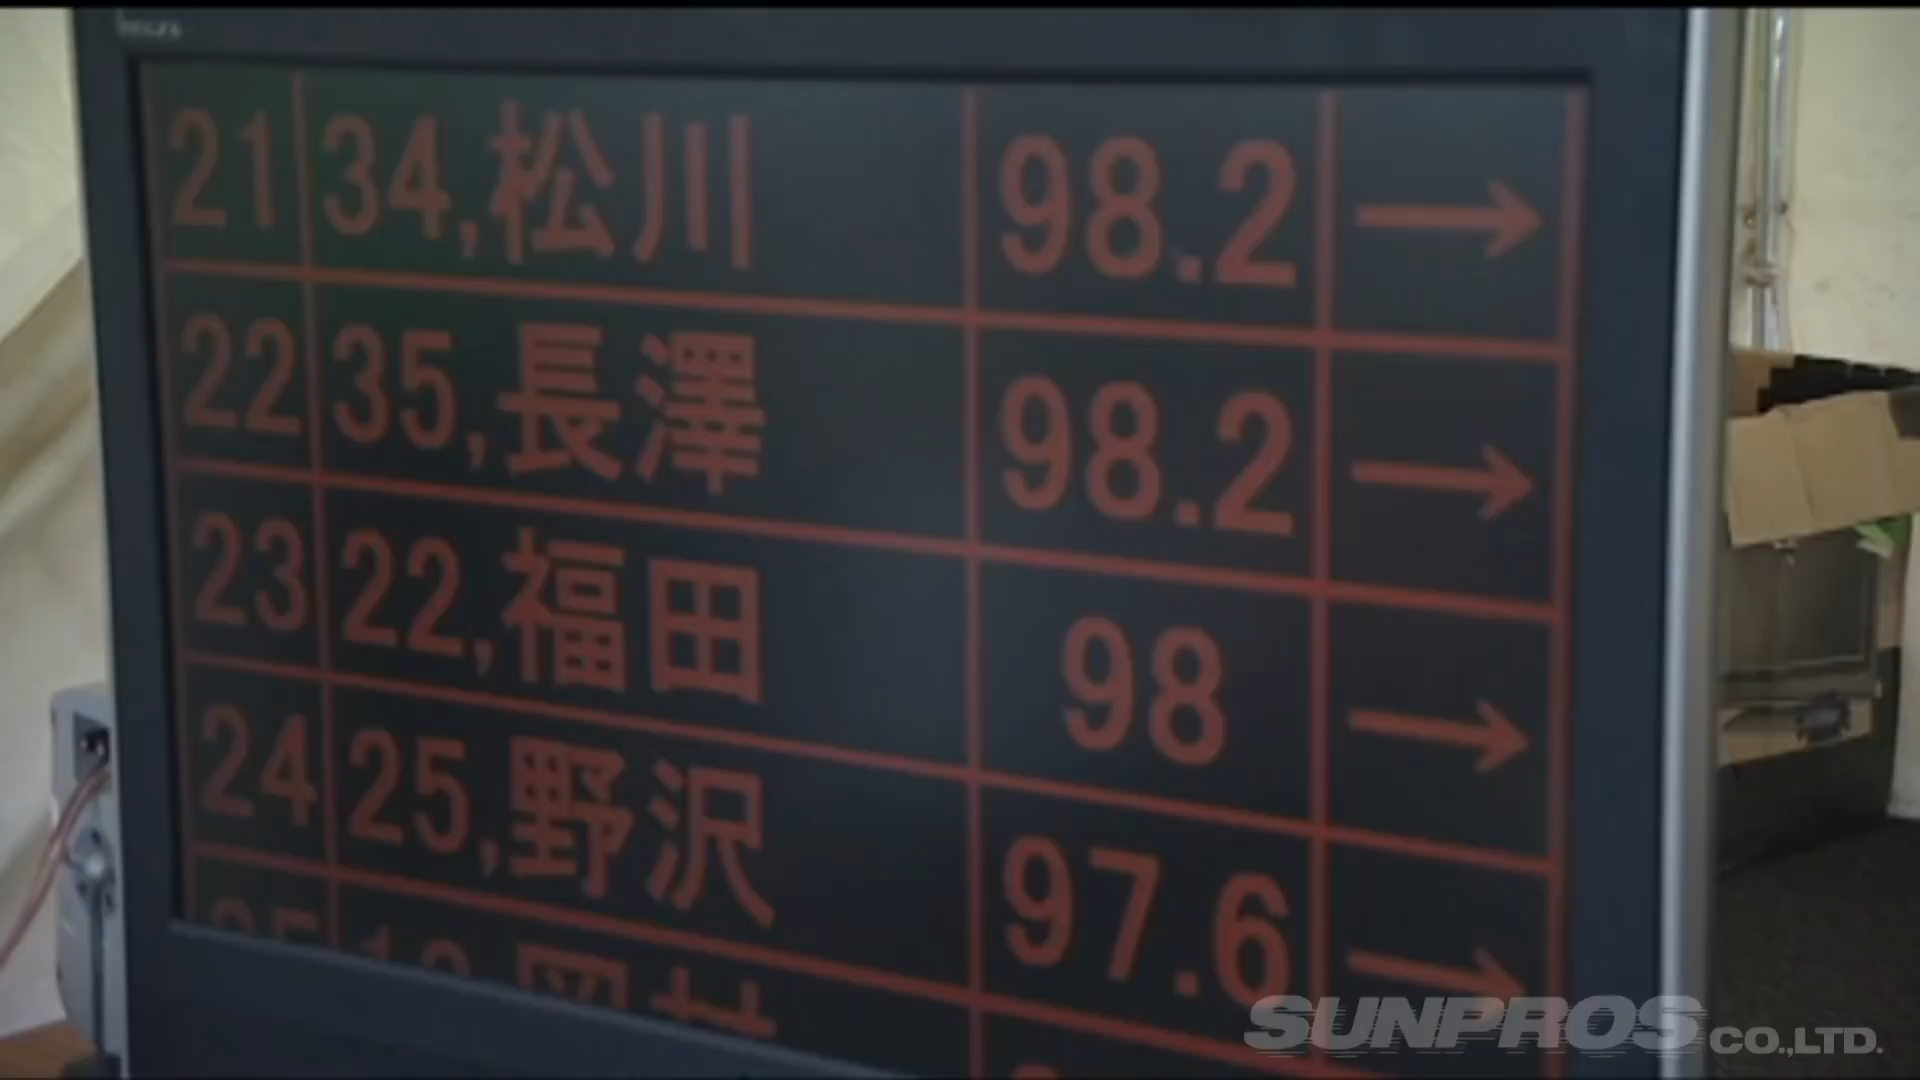 21 34,松川 98.2 →
22 35,長澤 98.2 →
23 22,福田 98 →
24 25,野沢 97.6 →
SUNPROS CO.,LTD.